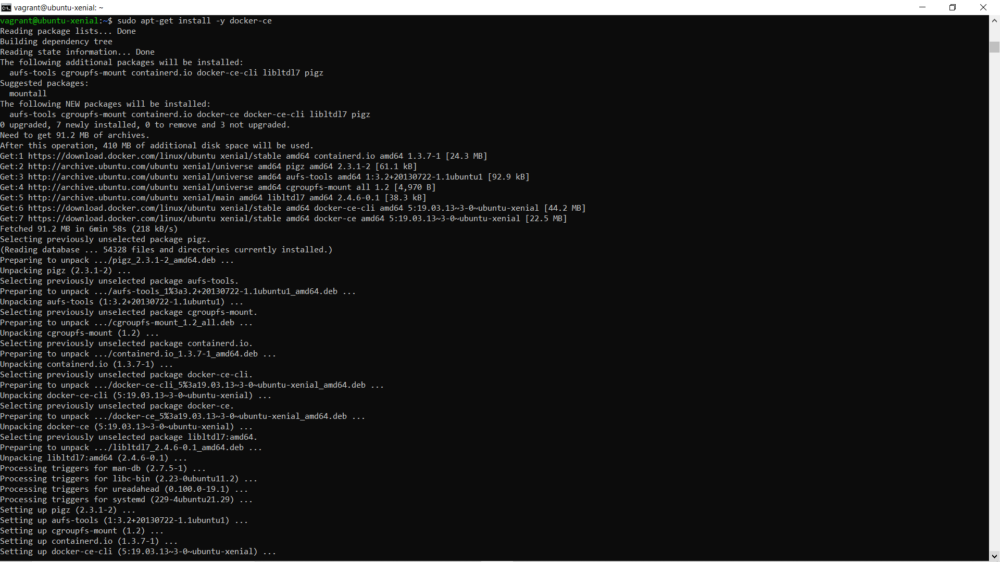 vagrant@ubuntu-xenial: ~
vagrant@ubuntu-xenial:~$ sudo apt-get install -y docker-ce
Reading package lists... Done
Building dependency tree
Reading state information... Done
The following additional packages will be installed:
  aufs-tools cgroupfs-mount containerd.io docker-ce-cli libltdl7 pigz
Suggested packages:
  mountall
The following NEW packages will be installed:
  aufs-tools cgroupfs-mount containerd.io docker-ce docker-ce-cli libltdl7 pigz
0 upgraded, 7 newly installed, 0 to remove and 3 not upgraded.
Need to get 91.2 MB of archives.
After this operation, 410 MB of additional disk space will be used.
Get:1 https://download.docker.com/linux/ubuntu xenial/stable amd64 containerd.io amd64 1.3.7-1 [24.3 MB]
Get:2 http://archive.ubuntu.com/ubuntu xenial/universe amd64 pigz amd64 2.3.1-2 [61.1 kB]
Get:3 http://archive.ubuntu.com/ubuntu xenial/universe amd64 aufs-tools amd64 1:3.2+20130722-1.1ubuntu1 [92.9 kB]
Get:4 http://archive.ubuntu.com/ubuntu xenial/universe amd64 cgroupfs-mount all 1.2 [4,970 B]
Get:5 http://archive.ubuntu.com/ubuntu xenial/main amd64 libltdl7 amd64 2.4.6-0.1 [38.3 kB]
Get:6 https://download.docker.com/linux/ubuntu xenial/stable amd64 docker-ce-cli amd64 5:19.03.13~3-0~ubuntu-xenial [44.2 MB]
Get:7 https://download.docker.com/linux/ubuntu xenial/stable amd64 docker-ce amd64 5:19.03.13~3-0~ubuntu-xenial [22.5 MB]
Fetched 91.2 MB in 6min 58s (218 kB/s)
Selecting previously unselected package pigz.
(Reading database ... 54328 files and directories currently installed.)
Preparing to unpack .../pigz_2.3.1-2_amd64.deb ...
Unpacking pigz (2.3.1-2) ...
Selecting previously unselected package aufs-tools.
Preparing to unpack .../aufs-tools_1%3a3.2+20130722-1.1ubuntu1_amd64.deb ...
Unpacking aufs-tools (1:3.2+20130722-1.1ubuntu1) ...
Selecting previously unselected package cgroupfs-mount.
Preparing to unpack .../cgroupfs-mount_1.2_all.deb ...
Unpacking cgroupfs-mount (1.2) ...
Selecting previously unselected package containerd.io.
Preparing to unpack .../containerd.io_1.3.7-1_amd64.deb ...
Unpacking containerd.io (1.3.7-1) ...
Selecting previously unselected package docker-ce-cli.
Preparing to unpack .../docker-ce-cli_5%3a19.03.13~3-0~ubuntu-xenial_amd64.deb ...
Unpacking docker-ce-cli (5:19.03.13~3-0~ubuntu-xenial) ...
Selecting previously unselected package docker-ce.
Preparing to unpack .../docker-ce_5%3a19.03.13~3-0~ubuntu-xenial_amd64.deb ...
Unpacking docker-ce (5:19.03.13~3-0~ubuntu-xenial) ...
Selecting previously unselected package libltdl7:amd64.
Preparing to unpack .../libltdl7_2.4.6-0.1_amd64.deb ...
Unpacking libltdl7:amd64 (2.4.6-0.1) ...
Processing triggers for man-db (2.7.5-1) ...
Processing triggers for libc-bin (2.23-0ubuntu11.2) ...
Processing triggers for ureadahead (0.100.0-19.1) ...
Processing triggers for systemd (229-4ubuntu21.29) ...
Setting up pigz (2.3.1-2) ...
Setting up aufs-tools (1:3.2+20130722-1.1ubuntu1) ...
Setting up cgroupfs-mount (1.2) ...
Setting up containerd.io (1.3.7-1) ...
Setting up docker-ce-cli (5:19.03.13~3-0~ubuntu-xenial) ...